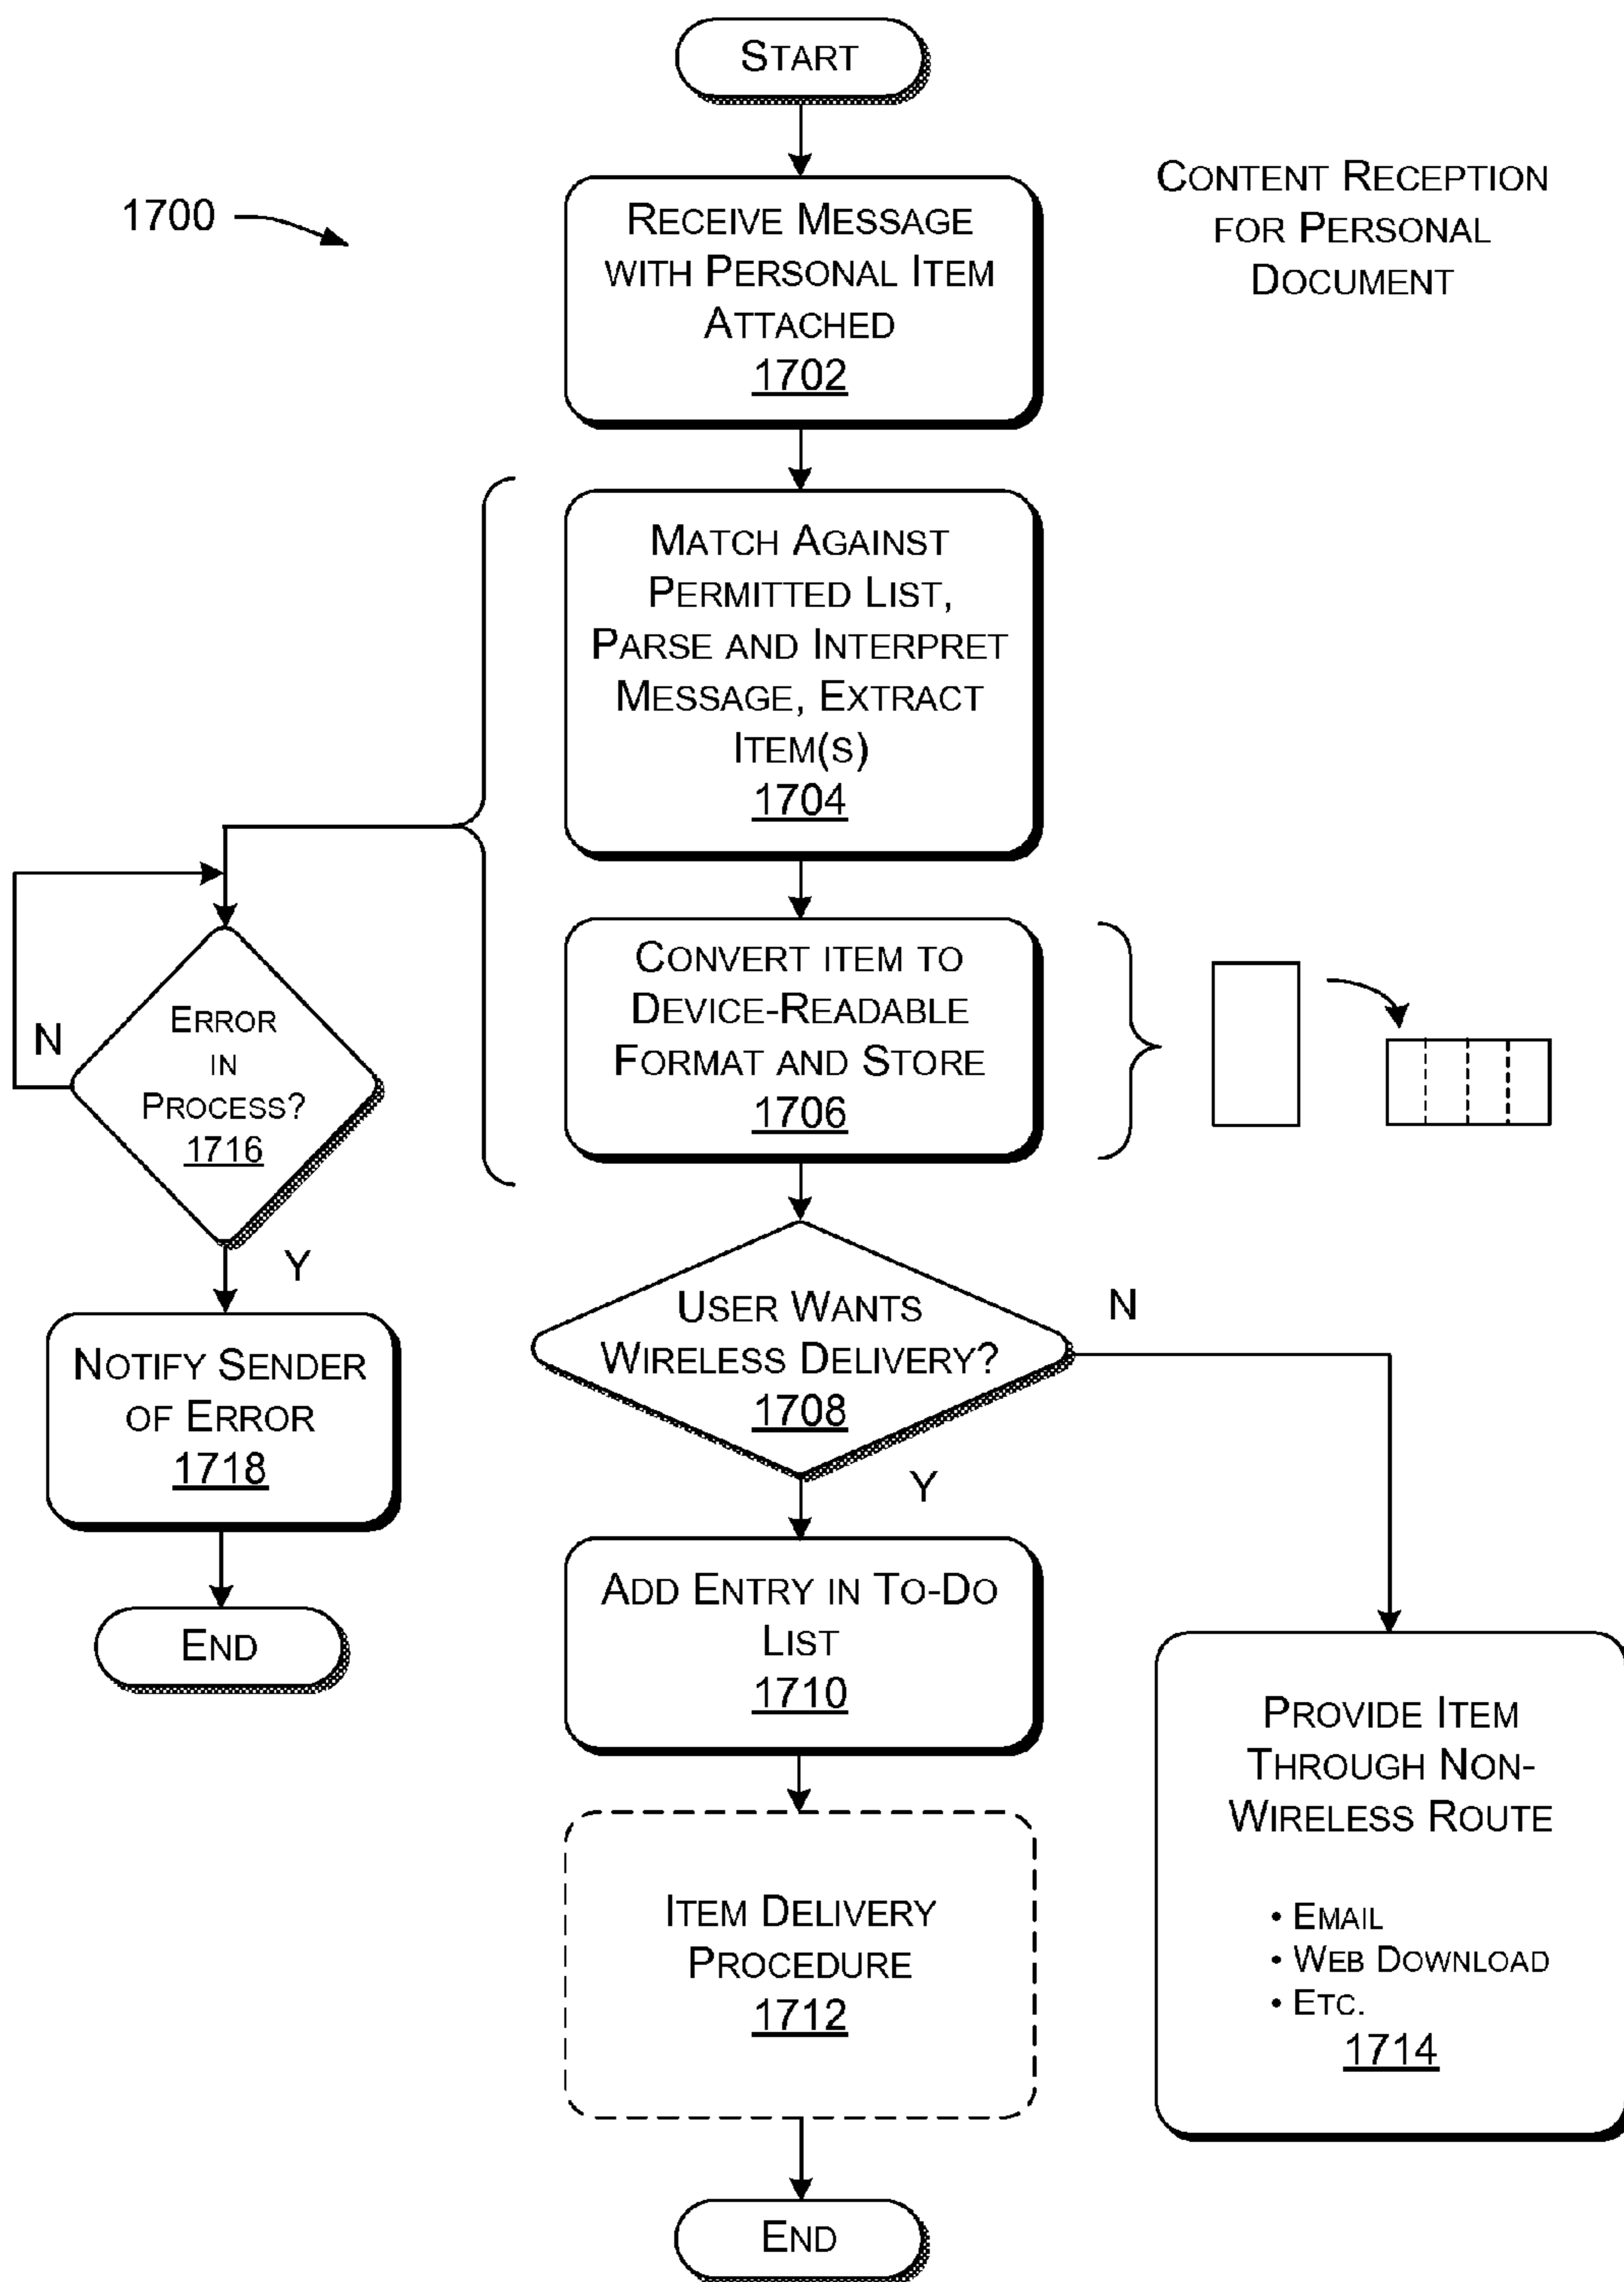 START
1700
CONTENT RECEPTION
FOR PERSONAL
DOCUMENT
RECEIVE MESSAGE
WITH PERSONAL ITEM
ATTACHED
1702
MATCH AGAINST
PERMITTED LIST,
PARSE AND INTERPRET
MESSAGE, EXTRACT
ITEM(S)
1704
CONVERT ITEM TO
DEVICE-READABLE
FORMAT AND STORE
1706
N
ERROR
IN
PROCESS?
1716
Y
NOTIFY SENDER
OF ERROR
1718
END
USER WANTS
WIRELESS DELIVERY?
1708
N
Y
ADD ENTRY IN TO-DO
LIST
1710
ITEM DELIVERY
PROCEDURE
1712
END
PROVIDE ITEM
THROUGH NON-
WIRELESS ROUTE
• EMAIL
• WEB DOWNLOAD
• ETC.
1714